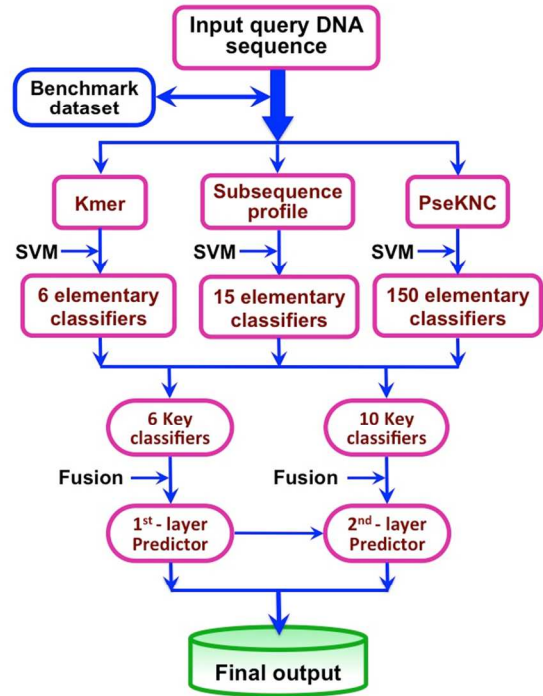 Input query DNA
sequence
Benchmark
dataset
Kmer
Subsequence
profile
PseKNC
SVM
SVM
SVM
6 elementary
classifiers
15 elementary
classifiers
150 elementary
classifiers
6 Key
classifiers
10 Key
classifiers
Fusion
Fusion
1st - layer
Predictor
2nd - layer
Predictor
Final output